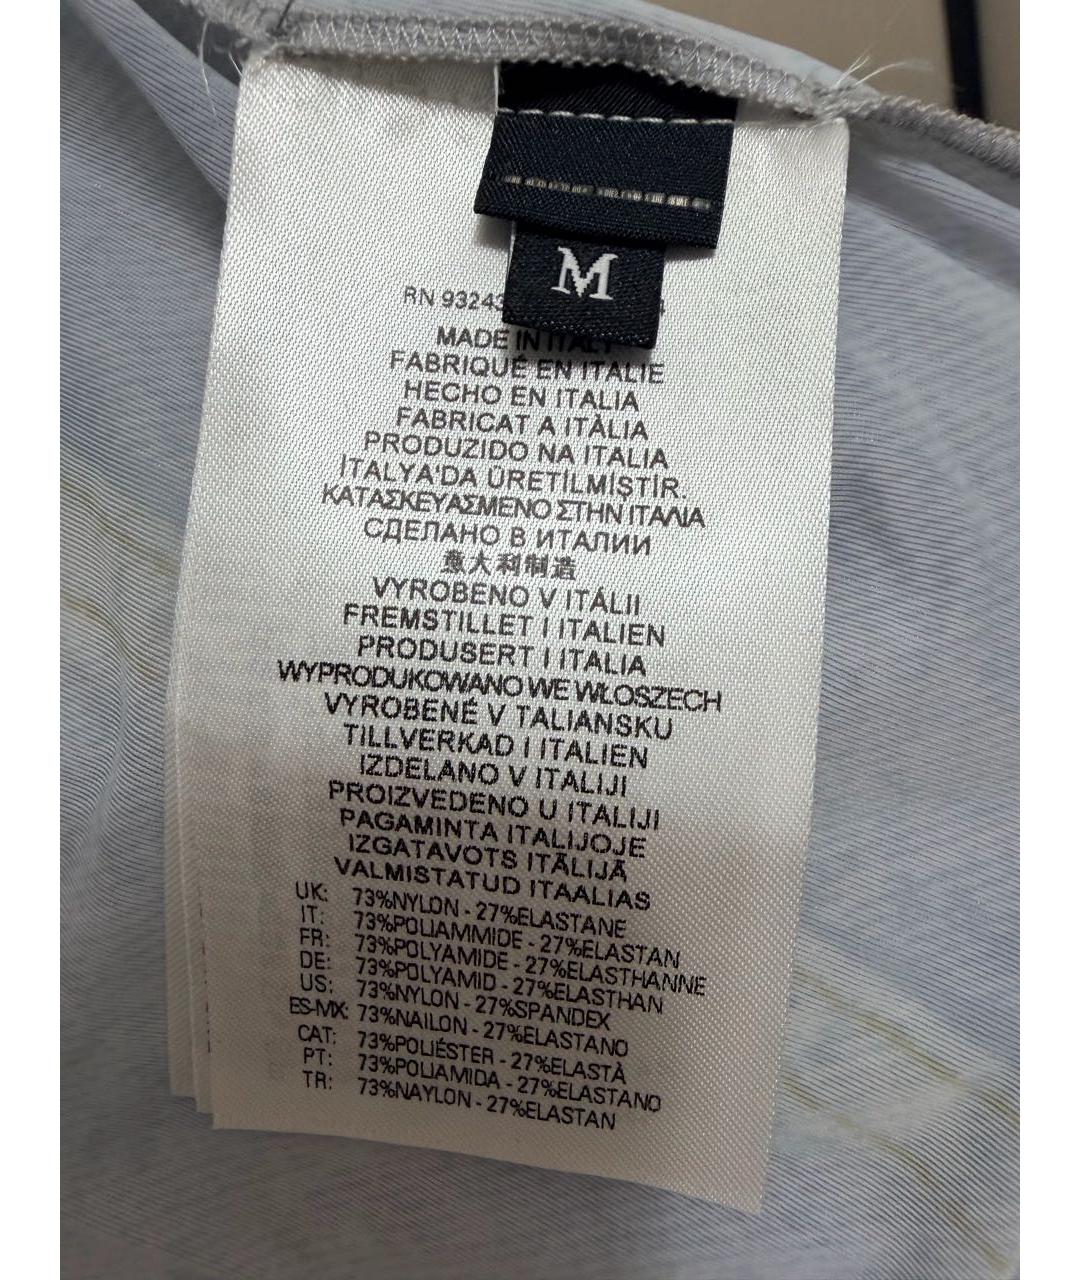 M
RN 93243
MADE IN ITALY
FABRIQUÉ EN ITALIE
HECHO EN ITALIA
FABRICAT A ITÀLIA
PRODUZIDO NA ITALIA
İTALYA'DA ÜRETİLMİŞTİR.
ΚΑΤΑΣΚΕΥΑΣΜΕΝΟ ΣΤΗΝ ΙΤΑΛΙΑ
СДЕЛАНО В ИТАЛИИ
意大利制造
VYROBENO V ITÁLII
FREMSTILLET I ITALIEN
PRODUSERT I ITALIA
WYPRODUKOWANO WE WŁOSZECH
VYROBENÉ V TALIANSKU
TILLVERKAD I ITALIEN
IZDELANO V ITALIJI
PROIZVEDENO U ITALIJI
PAGAMINTA ITALIJOJE
IZGATAVOTS ITĀLIJĀ
VALMISTATUD ITAALIAS
UK: 73%NYLON - 27%ELASTANE
IT: 73%POLIAMMIDE - 27%ELASTAN
FR: 73%POLYAMIDE - 27%ELASTHANNE
DE: 73%POLYAMID - 27%ELASTHAN
US: 73%NYLON - 27%SPANDEX
ES-MX: 73%NAILON - 27%ELASTANO
CAT: 73%POLIÉSTER - 27%ELASTÀ
PT: 73%POLIAMIDA - 27%ELASTANO
TR: 73%NAYLON - 27%ELASTAN